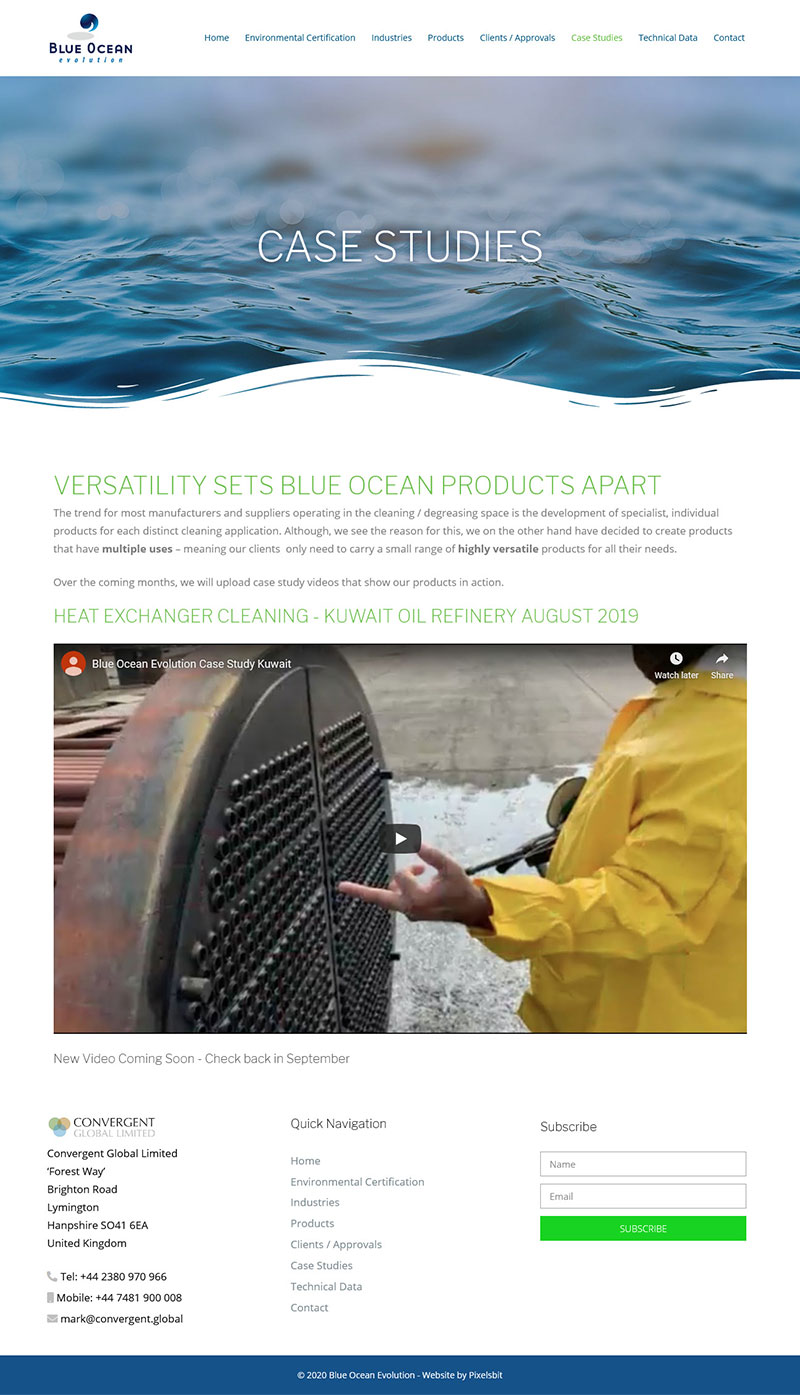 BLUE OCEAN
evolution
Home Environmental Certification Industries Products Clients / Approvals Case Studies Technical Data Contact
CASE STUDIES
VERSATILITY SETS BLUE OCEAN PRODUCTS APART
The trend for most manufacturers and suppliers operating in the cleaning / degreasing space is the development of specialist, individual
products for each distinct cleaning application. Although, we see the reason for this, we on the other hand have decided to create products
that have multiple uses – meaning our clients only need to carry a small range of highly versatile products for all their needs.
Over the coming months, we will upload case study videos that show our products in action.
HEAT EXCHANGER CLEANING - KUWAIT OIL REFINERY AUGUST 2019
Blue Ocean Evolution Case Study Kuwait
Watch later Share
New Video Coming Soon - Check back in September
CONVERGENT
GLOBAL LIMITED
Convergent Global Limited
‘Forest Way’
Brighton Road
Lymington
Hanpshire SO41 6EA
United Kingdom
Tel: +44 2380 970 966
Mobile: +44 7481 900 008
mark@convergent.global
Quick Navigation
Home
Environmental Certification
Industries
Products
Clients / Approvals
Case Studies
Technical Data
Contact
Subscribe
Name
Email
SUBSCRIBE
© 2020 Blue Ocean Evolution - Website by Pixelsbit